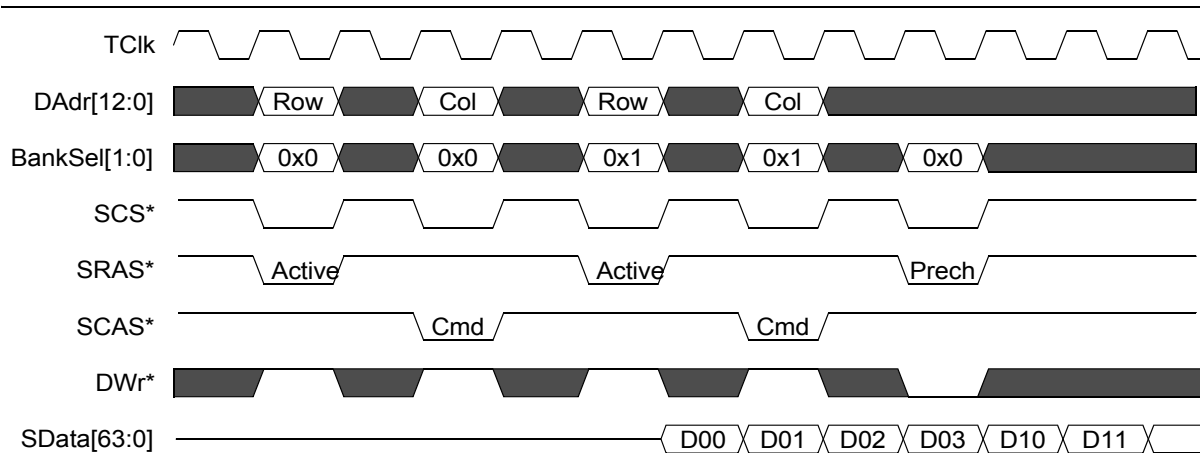 TClk
DAdr[12:0] Row Col Row Col
BankSel[1:0] 0x0 0x0 0x1 0x1 0x0
SCS*
SRAS* Active Active Prech
SCAS* Cmd Cmd
DWr*
SData[63:0] D00 D01 D02 D03 D10 D11